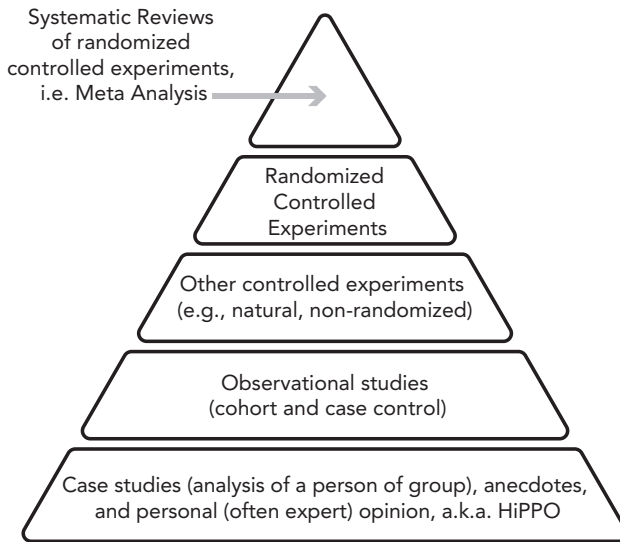 Systematic Reviews
of randomized
controlled experiments,
i.e. Meta Analysis
Randomized
Controlled
Experiments
Other controlled experiments
(e.g., natural, non-randomized)
Observational studies
(cohort and case control)
Case studies (analysis of a person of group), anecdotes,
and personal (often expert) opinion, a.k.a. HiPPO